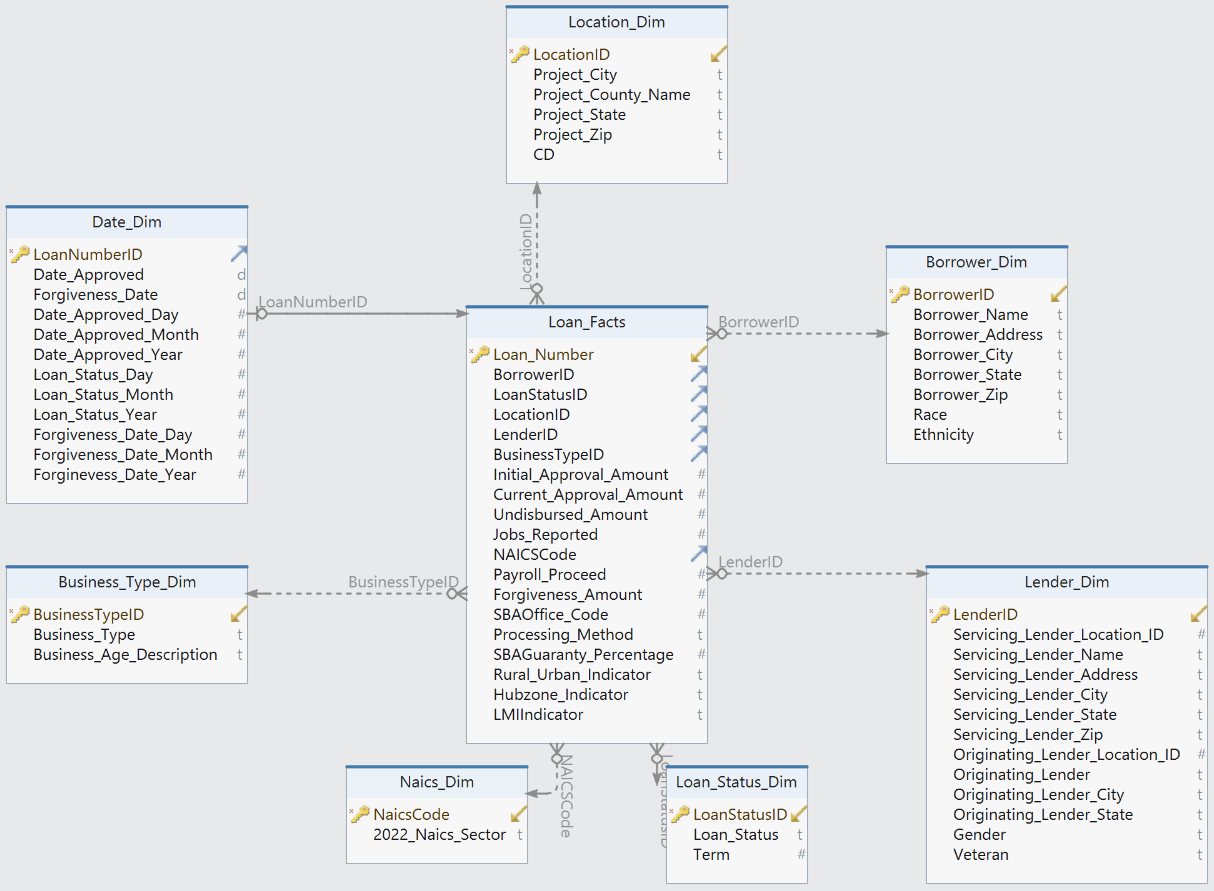 Location_Dim
LocationID
Project_City t
Project_County_Name t
Project_State t
Project_Zip t
CD t
Date_Dim
LoanNumberID
Date_Approved d
Forgiveness_Date d
Date_Approved_Day #
Date_Approved_Month #
Date_Approved_Year #
Loan_Status_Day #
Loan_Status_Month #
Loan_Status_Year #
Forgiveness_Date_Day #
Forgiveness_Date_Month #
Forginevess_Date_Year #
LoanNumberID
LocationID
Loan_Facts
Loan_Number
BorrowerID
LoanStatusID
LocationID
LenderID
BusinessTypeID
Initial_Approval_Amount #
Current_Approval_Amount #
Undisbursed_Amount #
Jobs_Reported #
NAICSCode
Payroll_Proceed #
Forgiveness_Amount #
SBAOffice_Code #
Processing_Method t
SBAGuaranty_Percentage #
Rural_Urban_Indicator t
Hubzone_Indicator t
LMIIndicator t
BorrowerID
Borrower_Dim
BorrowerID
Borrower_Name t
Borrower_Address t
Borrower_City t
Borrower_State t
Borrower_Zip t
Race t
Ethnicity t
Business_Type_Dim
BusinessTypeID
Business_Type t
Business_Age_Description t
BusinessTypeID
LenderID
Lender_Dim
LenderID
Servicing_Lender_Location_ID #
Servicing_Lender_Name t
Servicing_Lender_Address t
Servicing_Lender_City t
Servicing_Lender_State t
Servicing_Lender_Zip t
Originating_Lender_Location_ID #
Originating_Lender t
Originating_Lender_City t
Originating_Lender_State t
Gender t
Veteran t
Naics_Dim
NaicsCode
2022_Naics_Sector t
NAICSCode
LoanStatusID
Loan_Status_Dim
LoanStatusID
Loan_Status t
Term #